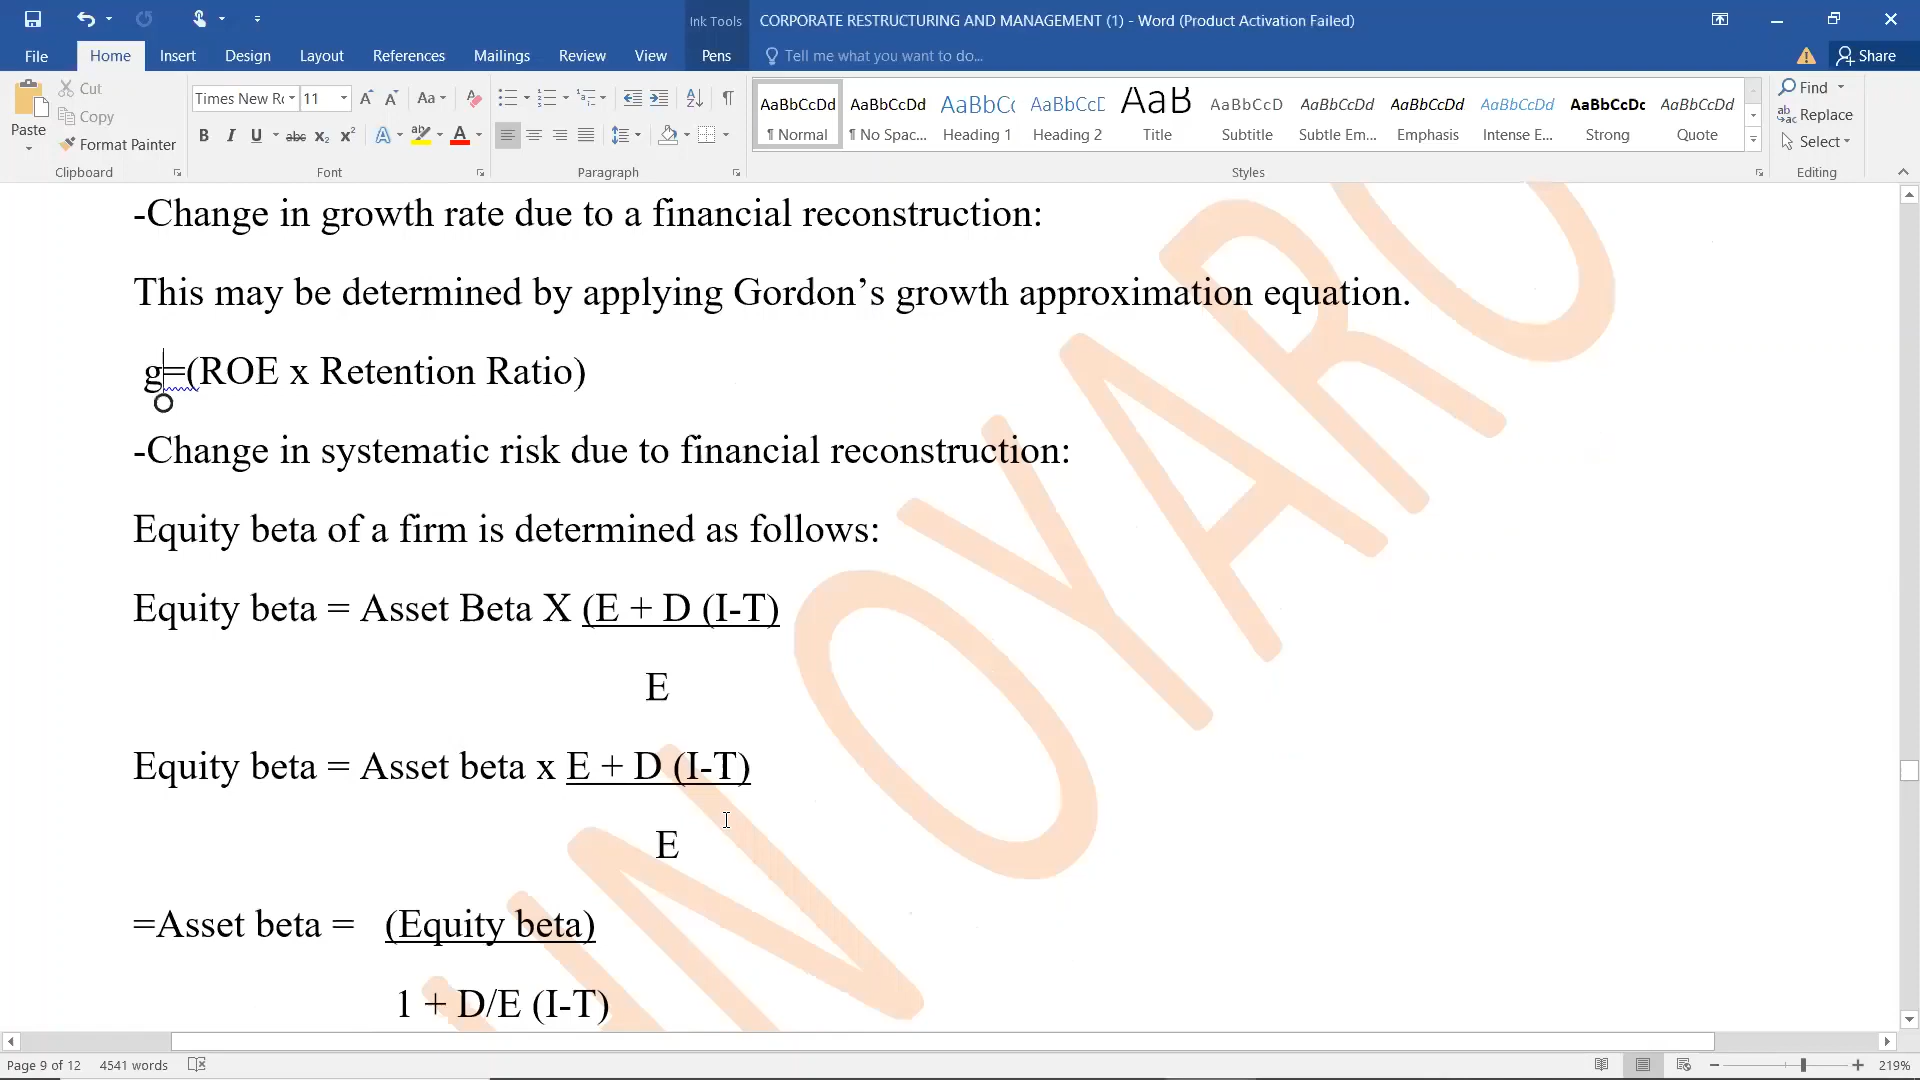 Ink Tools
CORPORATE RESTRUCTURING AND MANAGEMENT (1) - Word (Product Activation Failed)
File Home Insert Design Layout References Mailings Review View Pens Tell me what you want to do... Share
Paste
Cut
Copy
Format Painter
Clipboard
Times New Rc 11 Aa
B I U abc X₂ X² A A
Font
Paragraph
AaBbCcDd AaBbCcDd AaBbCc AaBbCcD AaB AaBbCcD AaBbCcDd AaBbCcDd AaBbCcDd AaBbCcDc AaBbCcDd
¶ Normal ¶ No Spac... Heading 1 Heading 2 Title Subtitle Subtle Em... Emphasis Intense E... Strong Quote
Styles
Find
Replace
Select
Editing
-Change in growth rate due to a financial reconstruction:
This may be determined by applying Gordon’s growth approximation equation.
g=(ROE x Retention Ratio)
-Change in systematic risk due to financial reconstruction:
Equity beta of a firm is determined as follows:
Equity beta = Asset Beta X (E + D (I-T)
E
Equity beta = Asset beta x E + D (I-T)
E
=Asset beta = (Equity beta)
1 + D/E (I-T)
Page 9 of 12 4541 words 219%